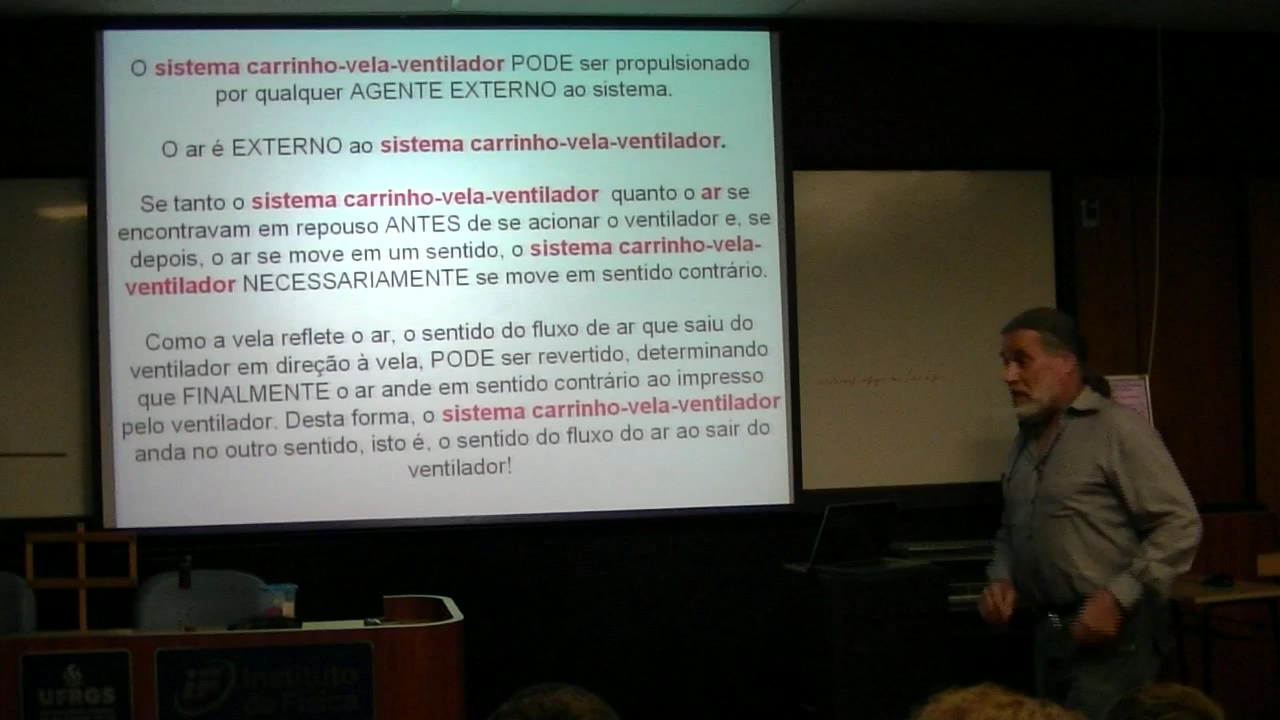 O sistema carrinho-vela-ventilador PODE ser propulsionado
por qualquer AGENTE EXTERNO ao sistema.
O ar é EXTERNO ao sistema carrinho-vela-ventilador.
Se tanto o sistema carrinho-vela-ventilador quanto o ar se
encontravam em repouso ANTES de se acionar o ventilador e, se
depois, o ar se move em um sentido, o sistema carrinho-vela-
ventilador NECESSARIAMENTE se move em sentido contrário.
Como a vela reflete o ar, o sentido do fluxo de ar que saiu do
ventilador em direção à vela, PODE ser revertido, determinando
que FINALMENTE o ar ande em sentido contrário ao impresso
pelo ventilador. Desta forma, o sistema carrinho-vela-ventilador
anda no outro sentido, isto é, o sentido do fluxo do ar ao sair do
ventilador!
UFRGS
iF Instituto
de Física